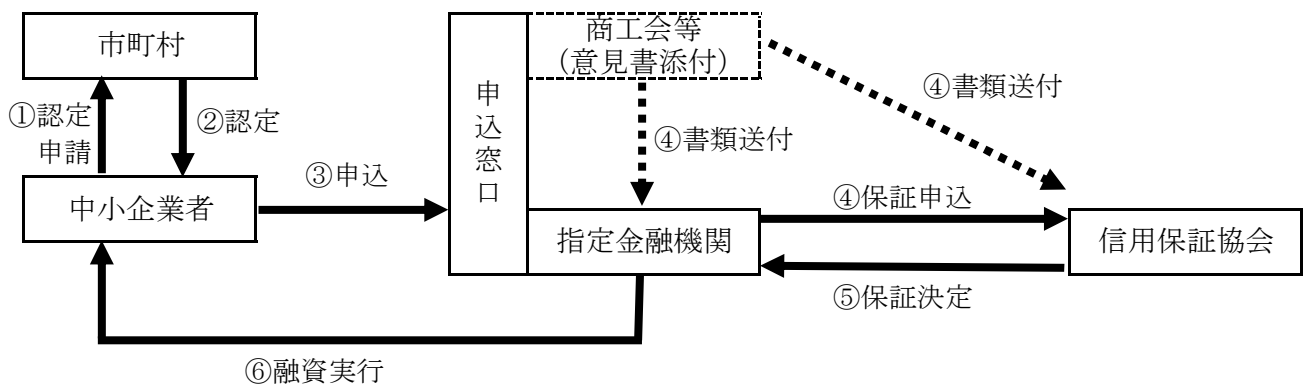 市町村
商工会等
(意見書添付)
①認定
申請
②認定
申込窓口
④書類送付
④書類送付
中小企業者
③申込
④保証申込
指定金融機関
信用保証協会
⑤保証決定
⑥融資実行